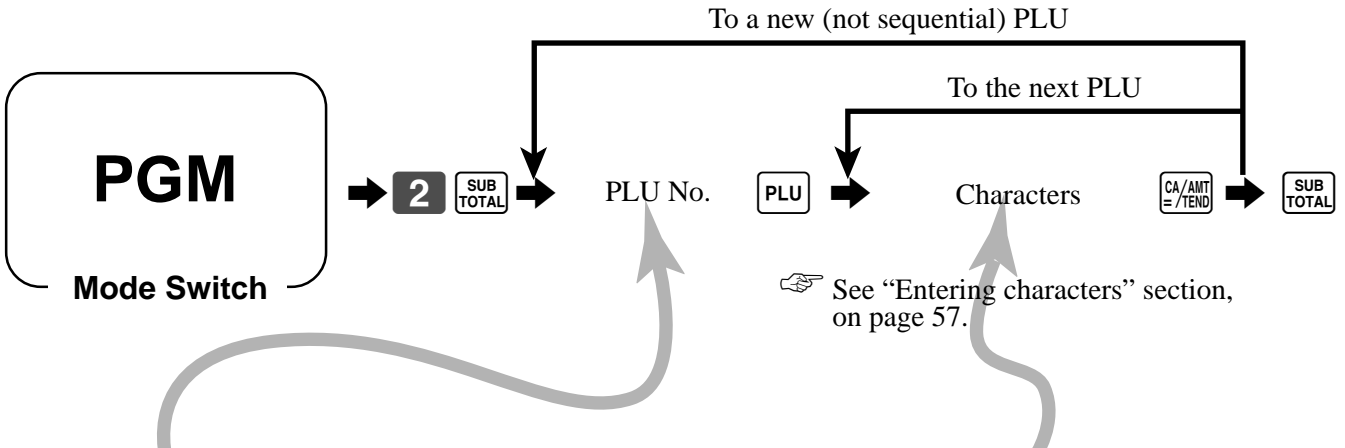 To a new (not sequential) PLU
To the next PLU
PGM
Mode Switch
2
SUB
TOTAL
PLU No.
PLU
Characters
CA/AMT
=/TEND
SUB
TOTAL
☞ See “Entering characters” section,
on page 57.